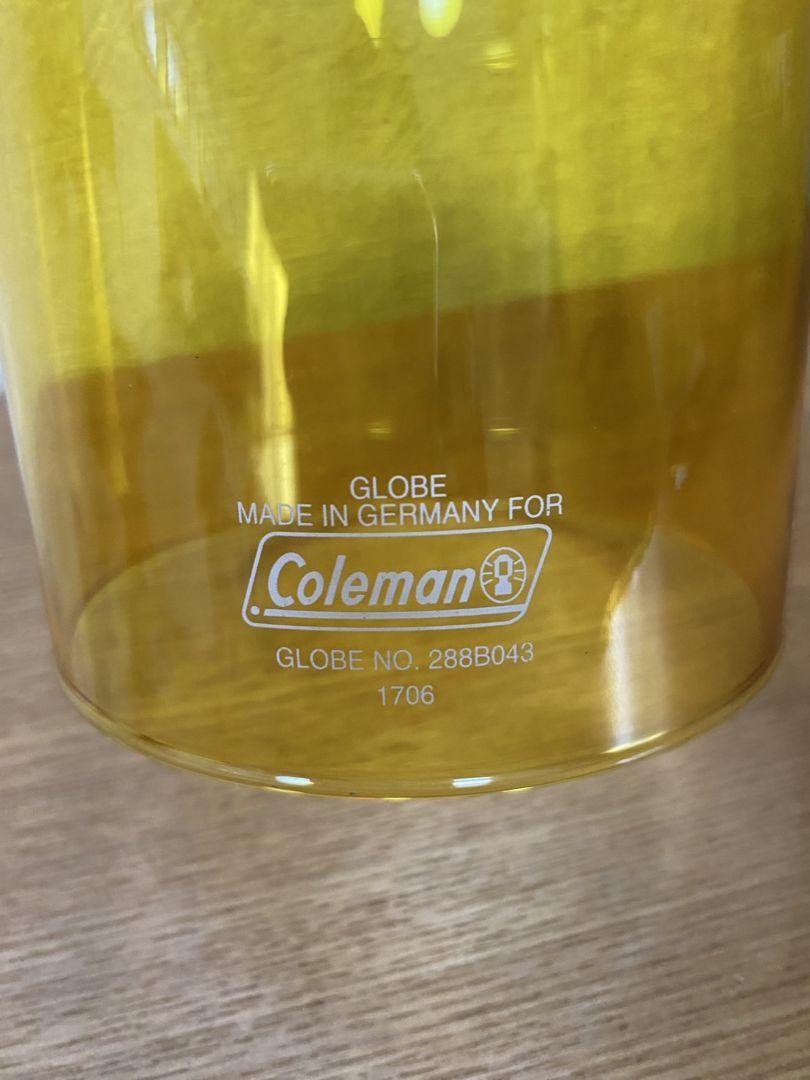 GLOBE
MADE IN GERMANY FOR
Coleman
GLOBE NO. 288B043
1706